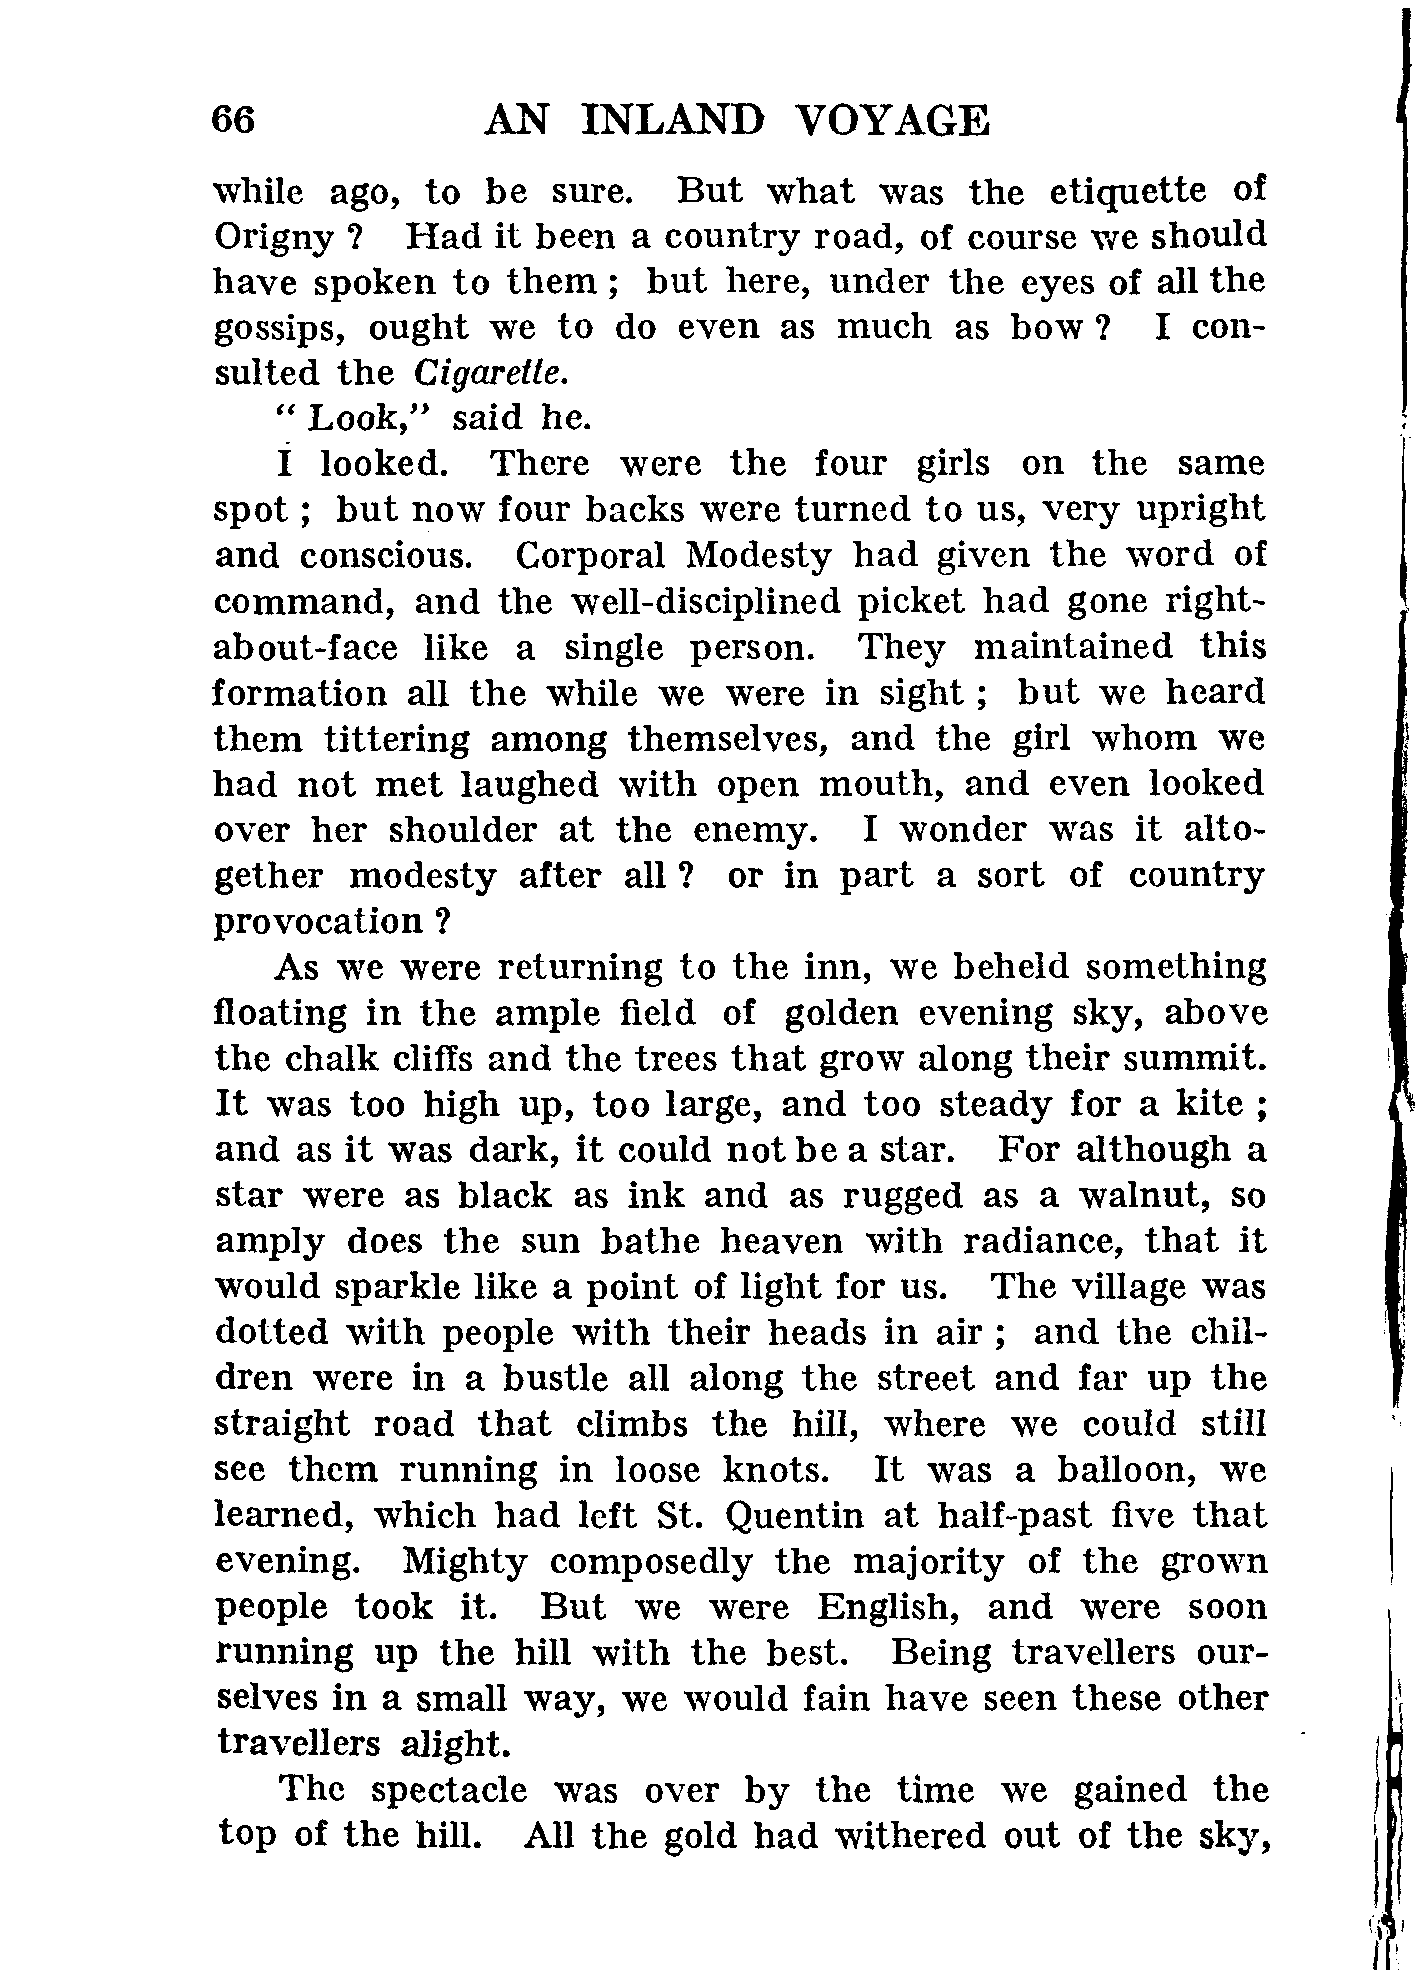 66 AN INLAND VOYAGE
while ago, to be sure. But what was the etiquette of
Origny ? Had it been a country road, of course we should
have spoken to them ; but here, under the eyes of all the
gossips, ought we to do even as much as bow ? I con-
sulted the Cigarette.
“ Look,” said he.
I looked. There were the four girls on the same
spot ; but now four backs were turned to us, very upright
and conscious. Corporal Modesty had given the word of
command, and the well-disciplined picket had gone right-
about-face like a single person. They maintained this
formation all the while we were in sight ; but we heard
them tittering among themselves, and the girl whom we
had not met laughed with open mouth, and even looked
over her shoulder at the enemy. I wonder was it alto-
gether modesty after all ? or in part a sort of country
provocation ?
As we were returning to the inn, we beheld something
floating in the ample field of golden evening sky, above
the chalk cliffs and the trees that grow along their summit.
It was too high up, too large, and too steady for a kite ;
and as it was dark, it could not be a star. For although a
star were as black as ink and as rugged as a walnut, so
amply does the sun bathe heaven with radiance, that it
would sparkle like a point of light for us. The village was
dotted with people with their heads in air ; and the chil-
dren were in a bustle all along the street and far up the
straight road that climbs the hill, where we could still
see them running in loose knots. It was a balloon, we
learned, which had left St. Quentin at half-past five that
evening. Mighty composedly the majority of the grown
people took it. But we were English, and were soon
running up the hill with the best. Being travellers our-
selves in a small way, we would fain have seen these other
travellers alight.
The spectacle was over by the time we gained the
top of the hill. All the gold had withered out of the sky,